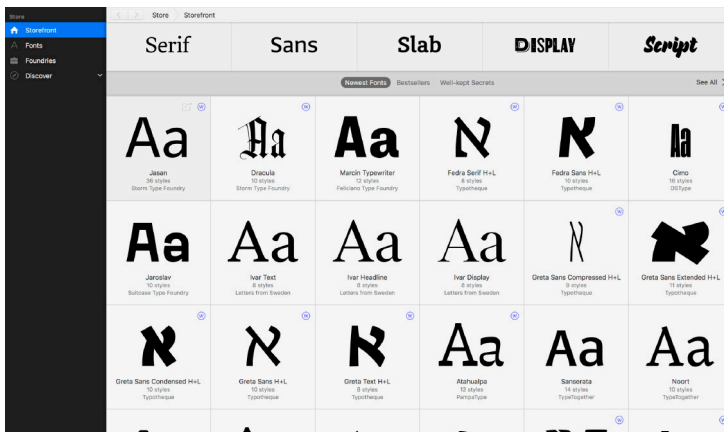 Store
Storefront
Fonts
Foundries
Discover
Store Storefront
Serif
Sans
Slab
DISPLAY
Script
Newest Fonts Bestsellers Well-kept Secrets See All
Aa
Jasan
36 styles
Storm Type Foundry
Aa
Dracula
10 styles
Storm Type Foundry
Aa
Marcin Typewriter
12 styles
Feliciano Type Foundry
א
Fedra Serif H+L
8 styles
Typotheque
א
Fedra Sans H+L
10 styles
Typotheque
Aa
Cimo
16 styles
DSType
Aa
Jaroslav
10 styles
Suitcase Type Foundry
Aa
Ivar Text
8 styles
Letters from Sweden
Aa
Ivar Headline
8 styles
Letters from Sweden
Aa
Ivar Display
8 styles
Letters from Sweden
א
Greta Sans Compressed H+L
9 styles
Typotheque
א
Greta Sans Extended H+L
11 styles
Typotheque
א
Greta Sans Condensed H+L
10 styles
Typotheque
א
Greta Sans H+L
10 styles
Typotheque
א
Greta Text H+L
8 styles
Typotheque
Aa
Atahualpa
12 styles
PampaType
Aa
Sanserata
14 styles
TypeTogether
Aa
Noort
10 styles
TypeTogether